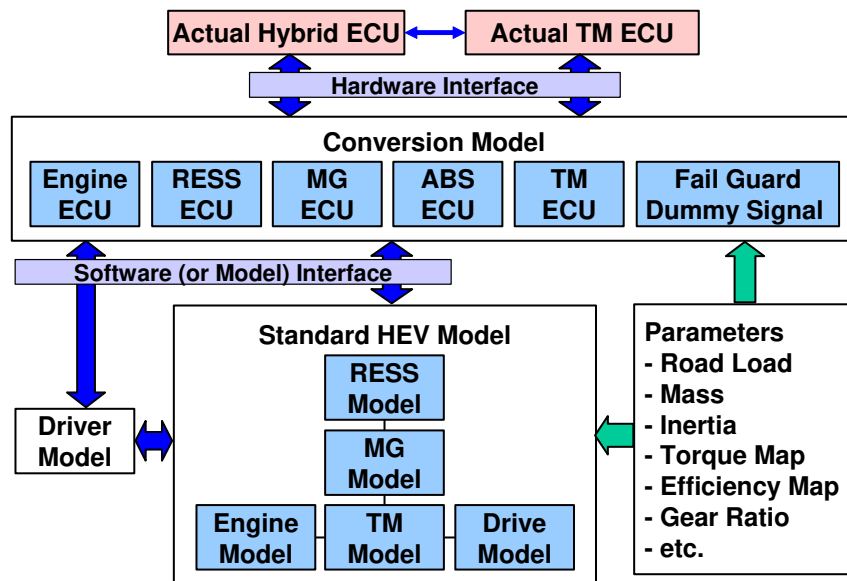 Actual Hybrid ECU
Actual TM ECU
Hardware Interface
Conversion Model
Engine
ECU
RESS
ECU
MG
ECU
ABS
ECU
TM
ECU
Fail Guard
Dummy Signal
Software (or Model) Interface
Standard HEV Model
RESS
Model
MG
Model
Engine
Model
TM
Model
Drive
Model
Driver
Model
Parameters
- Road Load
- Mass
- Inertia
- Torque Map
- Efficiency Map
- Gear Ratio
- etc.